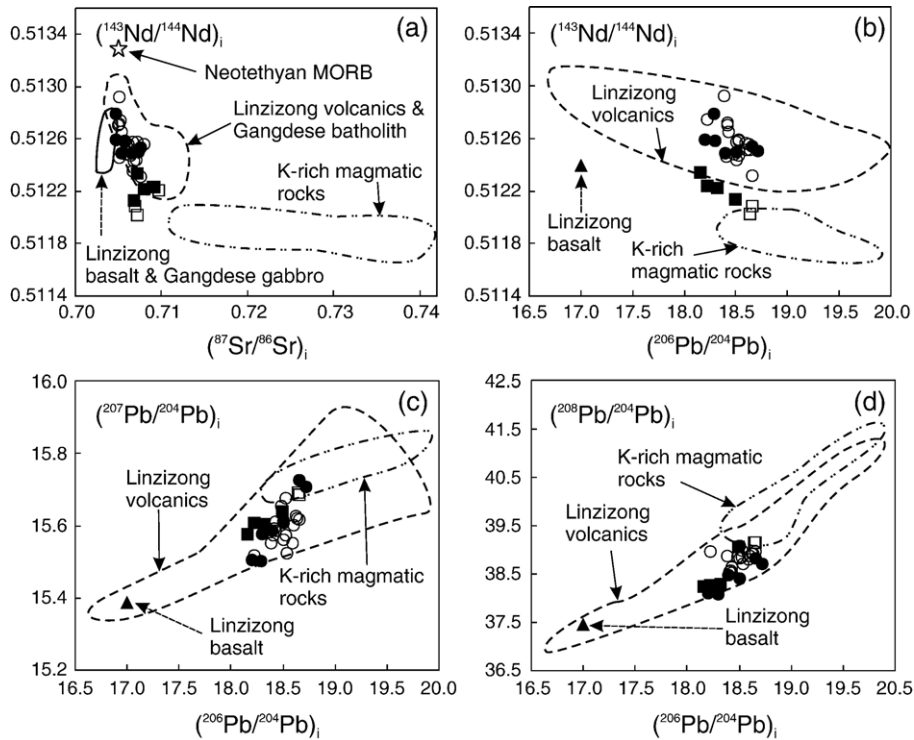 (¹⁴³Nd/¹⁴⁴Nd)ᵢ
(a)
Neotethyan MORB
Linzizong volcanics &
Gangdese batholith
K-rich magmatic
rocks
Linzizong
basalt & Gangdese gabbro
0.5134
0.5130
0.5126
0.5122
0.5118
0.5114
0.70
0.71
0.72
0.73
0.74
(⁸⁷Sr/⁸⁶Sr)ᵢ
(¹⁴³Nd/¹⁴⁴Nd)ᵢ
(b)
Linzizong
volcanics
Linzizong
basalt
K-rich
magmatic rocks
0.5134
0.5130
0.5126
0.5122
0.5118
0.5114
16.5
17.0
17.5
18.0
18.5
19.0
19.5
20.0
(²⁰⁶Pb/²⁰⁴Pb)ᵢ
(²⁰⁷Pb/²⁰⁴Pb)ᵢ
(c)
Linzizong
volcanics
K-rich magmatic
rocks
Linzizong
basalt
16.0
15.8
15.6
15.4
15.2
16.5
17.0
17.5
18.0
18.5
19.0
19.5
20.0
(²⁰⁶Pb/²⁰⁴Pb)ᵢ
(²⁰⁸Pb/²⁰⁴Pb)ᵢ
(d)
K-rich magmatic
rocks
Linzizong
volcanics
Linzizong
basalt
42.5
41.5
40.5
39.5
38.5
37.5
36.5
16.5
17.0
17.5
18.0
18.5
19.0
19.5
20.0
20.5
(²⁰⁶Pb/²⁰⁴Pb)ᵢ